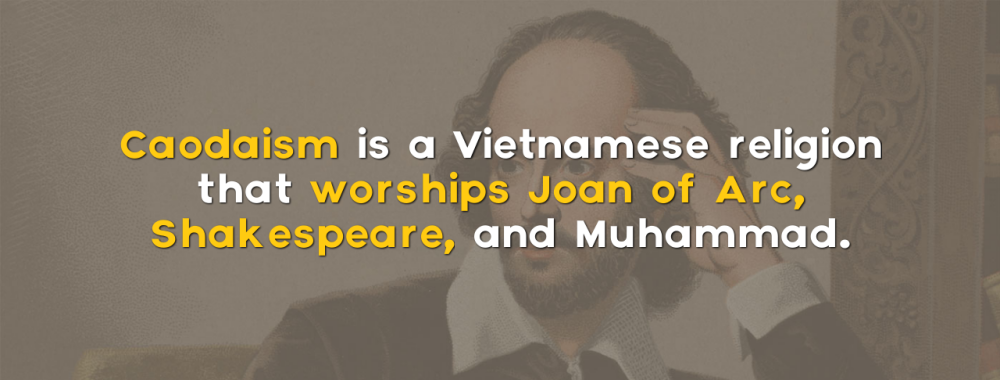 Caodaism is a Vietnamese religion
that worships Joan of Arc,
Shakespeare, and Muhammad.